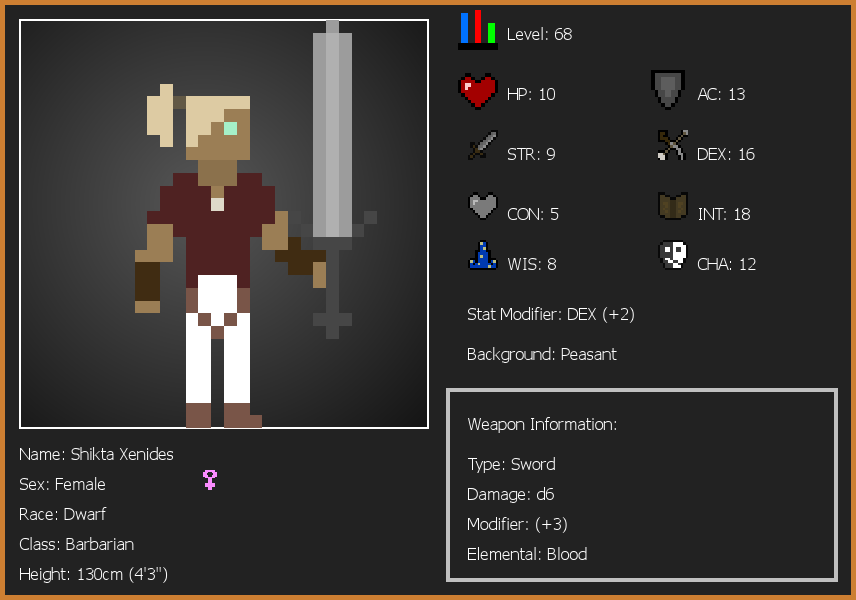 Level: 68
HP: 10
AC: 13
STR: 9
DEX: 16
CON: 5
INT: 18
WIS: 8
CHA: 12
Stat Modifier: DEX (+2)
Background: Peasant
Weapon Information:
Type: Sword
Damage: d6
Modifier: (+3)
Elemental: Blood
Name: Shikta Xenides
Sex: Female
Race: Dwarf
Class: Barbarian
Height: 130cm (4'3")